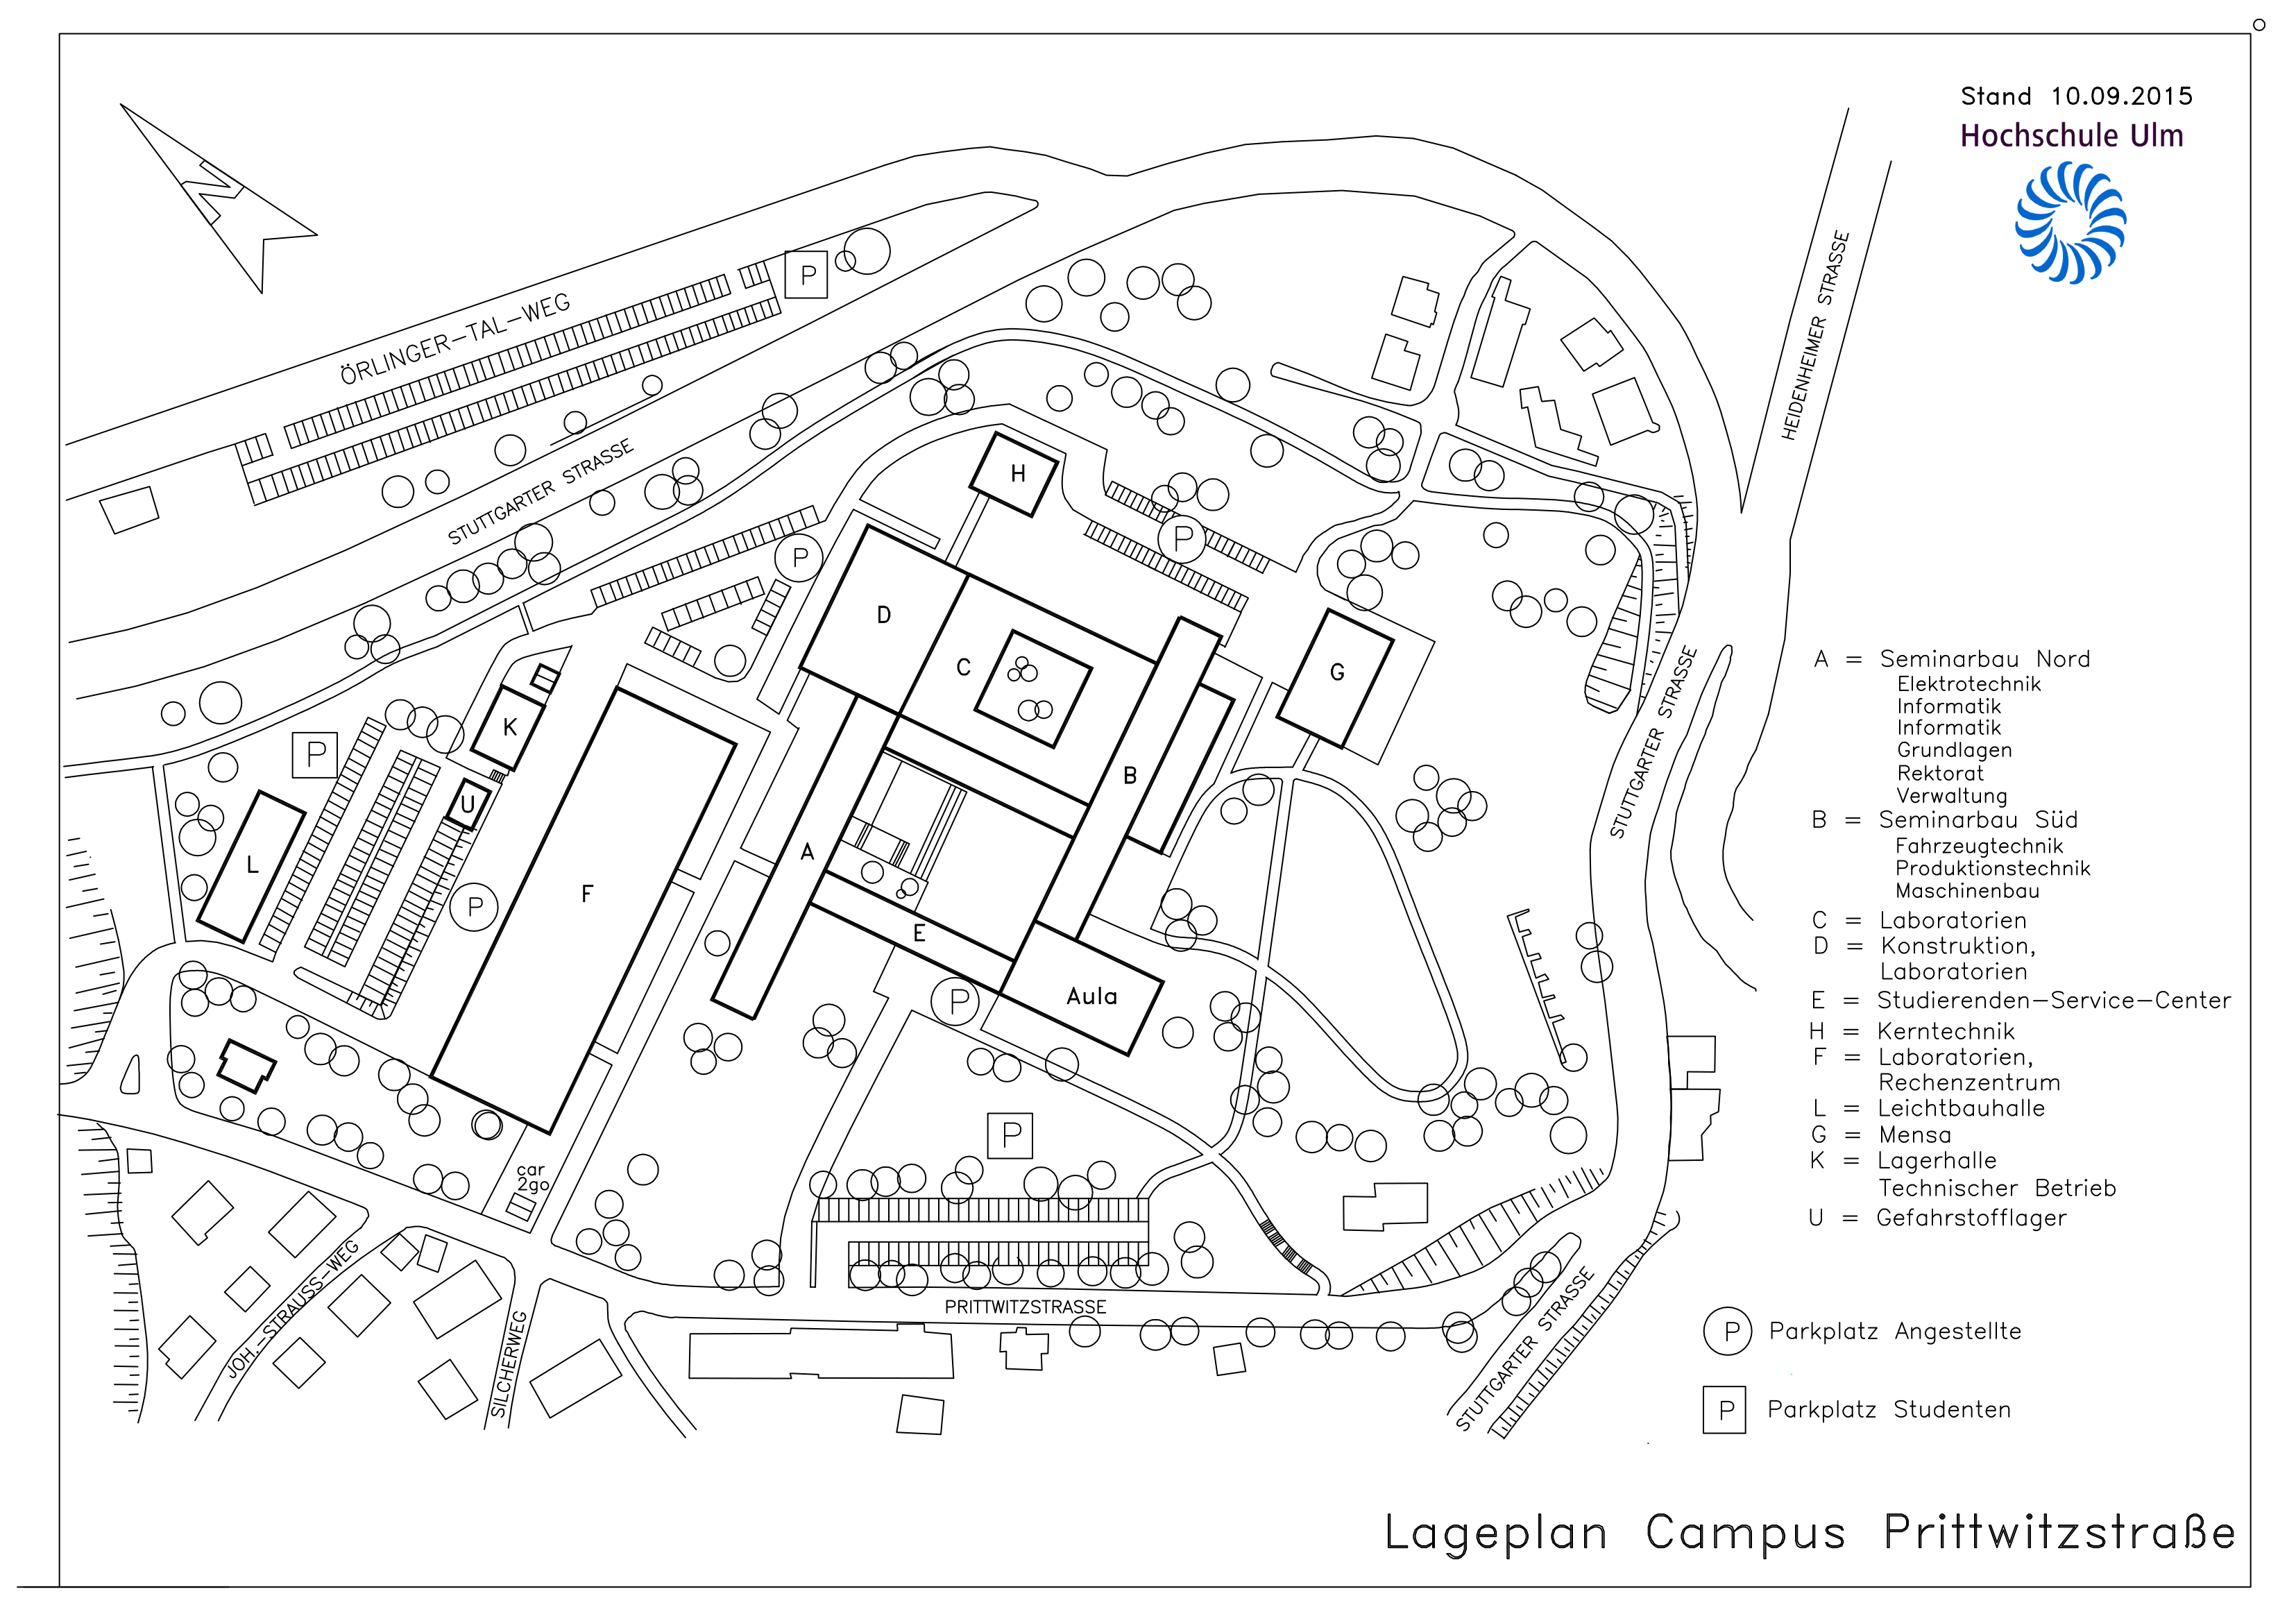 Stand 10.09.2015
Hochschule Ulm
N
ÖRLINGER-TAL-WEG
P
STUTTGARTER STRASSE
HEIDENHEIMER STRASSE
H
P
P
D
C
G
K
P
U
B
L
A
F
P
E
P
Aula
P
car
2go
STUTTGARTER STRASSE
PRITTWITZSTRASSE
JOH.-STRAUSS-WEG
SILCHERWEG
STUTTGARTER STRASSE
A = Seminarbau Nord
Elektrotechnik
Informatik
Informatik
Grundlagen
Rektorat
Verwaltung
B = Seminarbau Süd
Fahrzeugtechnik
Produktionstechnik
Maschinenbau
C = Laboratorien
D = Konstruktion,
Laboratorien
E = Studierenden-Service-Center
H = Kerntechnik
F = Laboratorien,
Rechenzentrum
L = Leichtbauhalle
G = Mensa
K = Lagerhalle
Technischer Betrieb
U = Gefahrstofflager
P Parkplatz Angestellte
P Parkplatz Studenten
Lageplan Campus Prittwitzstraße